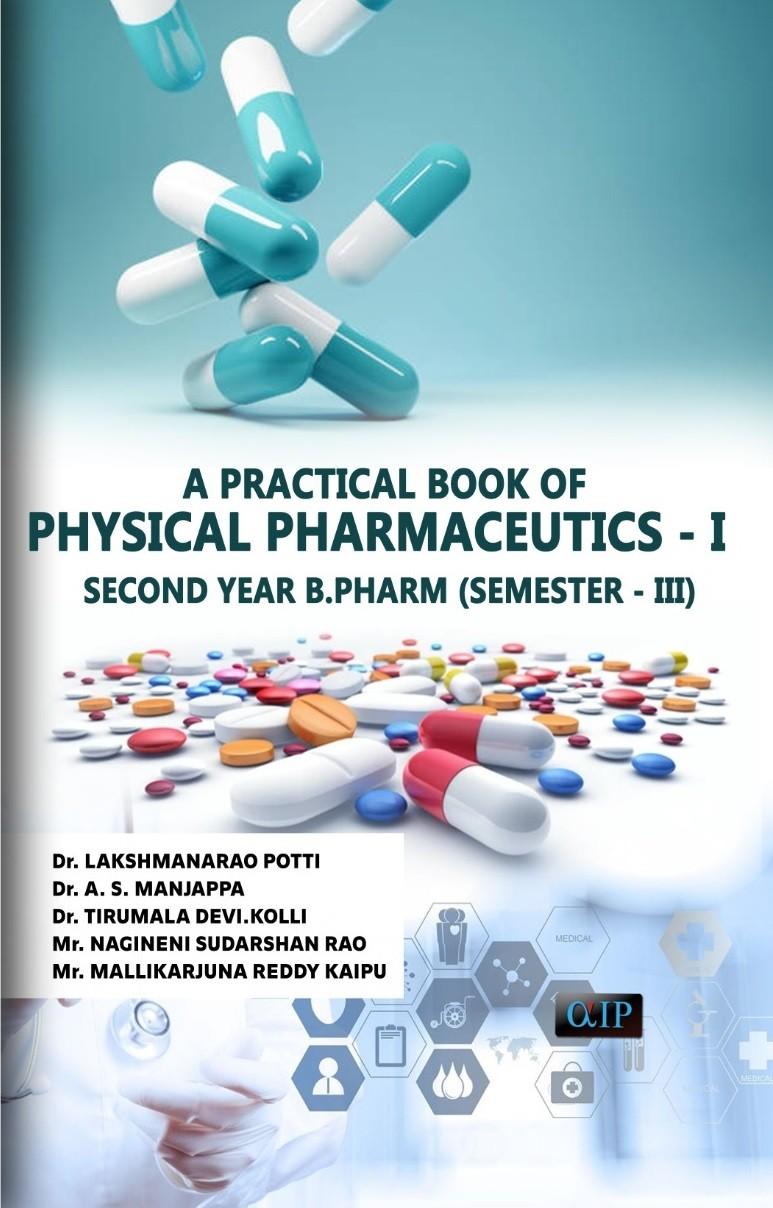 A PRACTICAL BOOK OF
PHYSICAL PHARMACEUTICS - I
SECOND YEAR B.PHARM (SEMESTER - III)
Dr. LAKSHMANARAO POTTI
Dr. A. S. MANJAPPA
Dr. TIRUMALA DEVI.KOLLI
Mr. NAGINENI SUDARSHAN RAO
Mr. MALLIKARJUNA REDDY KAIPU
MEDICAL
αIP
MEDICAL